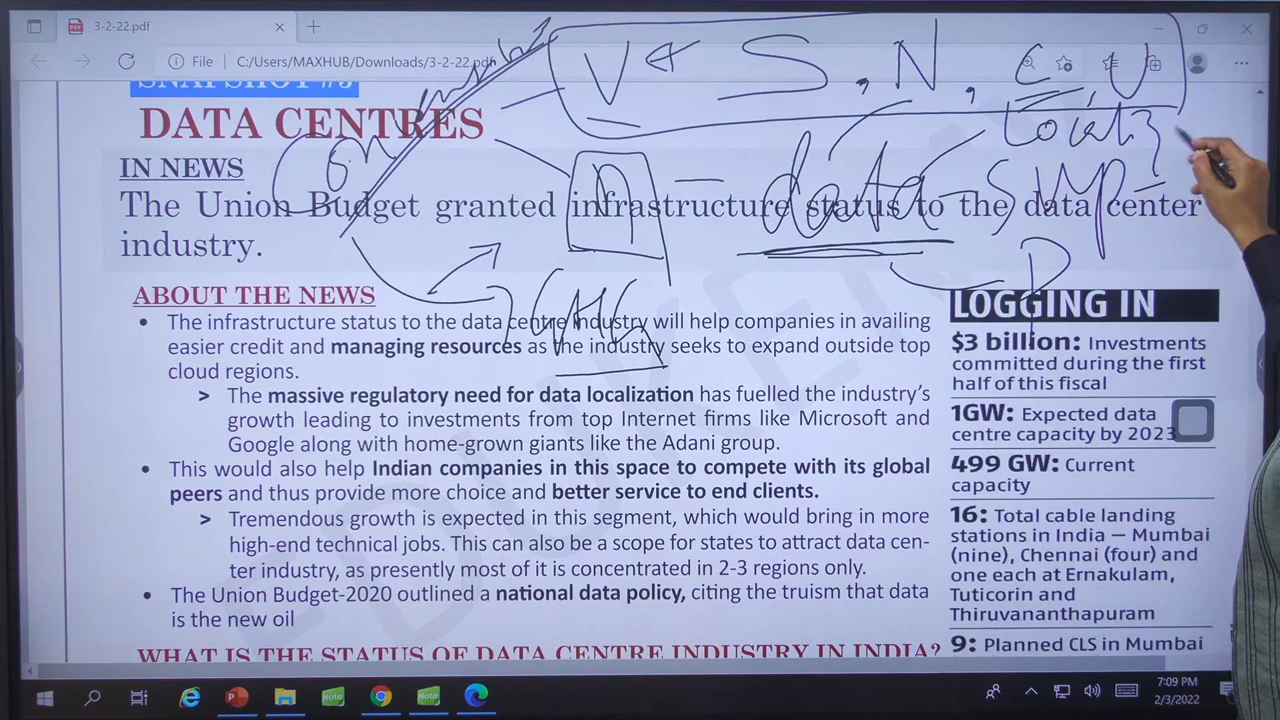 3-2-22.pdf
File C:/Users/MAXHUB/Downloads/3-2-22.pdf
V S, N, C, U
SNAPSHOT #3
DATA CENTRES
Localiz
IN NEWS
n - data - sup -
The Union Budget granted infrastructure status to the data center
industry.
P
ABOUT THE NEWS
• The infrastructure status to the data centre industry will help companies in availing
easier credit and managing resources as the industry seeks to expand outside top
cloud regions.
> The massive regulatory need for data localization has fuelled the industry's
growth leading to investments from top Internet firms like Microsoft and
Google along with home-grown giants like the Adani group.
• This would also help Indian companies in this space to compete with its global
peers and thus provide more choice and better service to end clients.
> Tremendous growth is expected in this segment, which would bring in more
high-end technical jobs. This can also be a scope for states to attract data cen-
ter industry, as presently most of it is concentrated in 2-3 regions only.
• The Union Budget-2020 outlined a national data policy, citing the truism that data
is the new oil
WHAT IS THE STATUS OF DATA CENTRE INDUSTRY IN INDIA?
LOGGING IN
$3 billion: Investments
committed during the first
half of this fiscal
1GW: Expected data
centre capacity by 2023
499 GW: Current
capacity
16: Total cable landing
stations in India — Mumbai
(nine), Chennai (four) and
one each at Ernakulam,
Tuticorin and
Thiruvananthapuram
9: Planned CLS in Mumbai
7:09 PM
2/3/2022